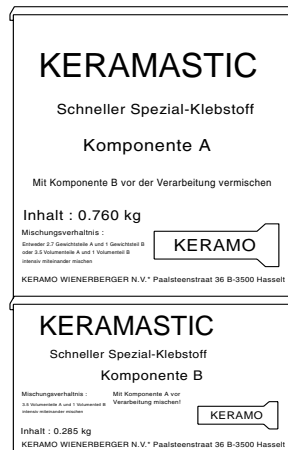 KERAMASTIC
Schneller Spezial-Klebstoff
Komponente A
Mit Komponente B vor der Verarbeitung vermischen
Inhalt : 0.760 kg
Mischungsverhaltnis :
Entweder 2.7 Gewichtsteile A und 1 Gewichtsteil B
oder 3.5 Volumenteile A und 1 Volumenteil B
intensiv miteinander mischen
KERAMO
KERAMO WIENERBERGER N.V.* Paalsteenstraat 36 B-3500 Hasselt
KERAMASTIC
Schneller Spezial-Klebstoff
Komponente B
Mischungsverhaltnis :
3.5 Volumenteile A und 1 Volumenteil B
intensiv miteinander mischen
Mit Komponente A vor
Verarbeitung mischen!
KERAMO
Inhalt : 0.285 kg
KERAMO WIENERBERGER N.V.* Paalsteenstraat 36 B-3500 Hasselt